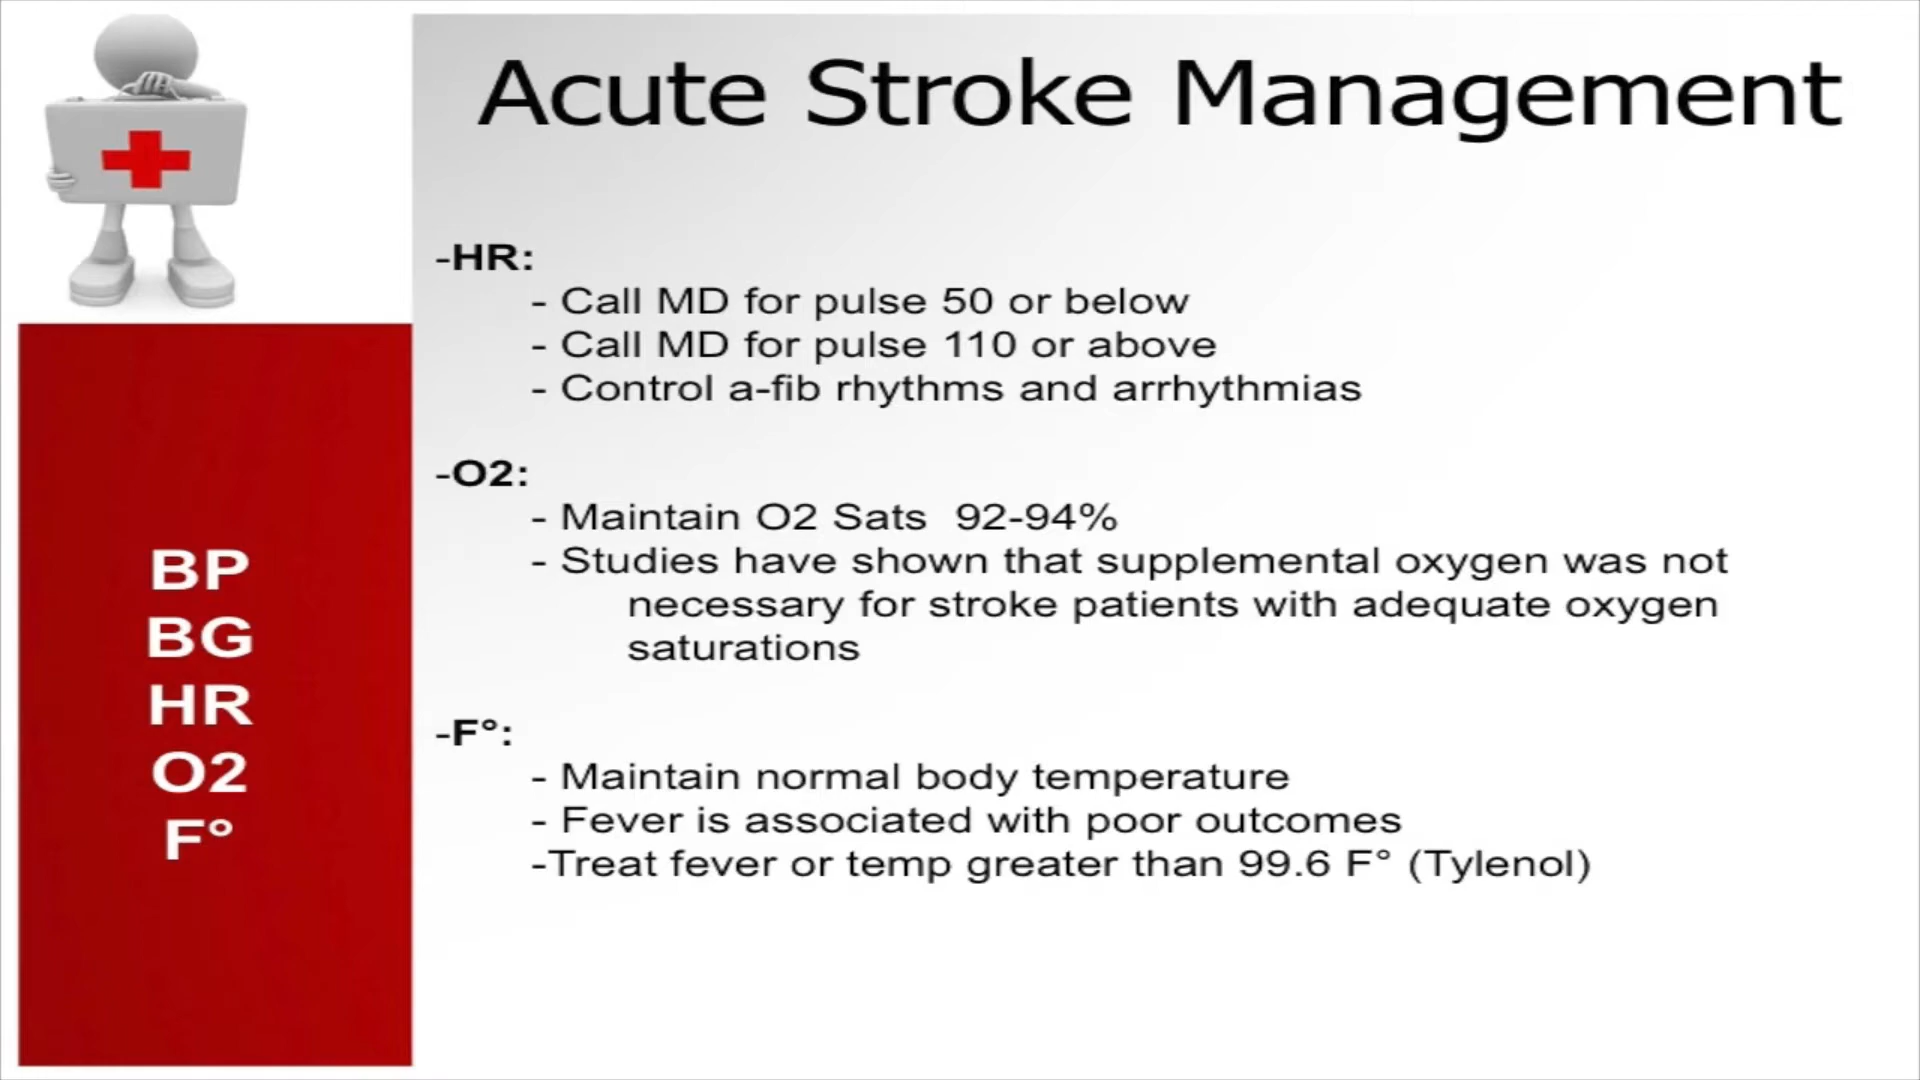 Acute Stroke Management
-HR:
- Call MD for pulse 50 or below
- Call MD for pulse 110 or above
- Control a-fib rhythms and arrhythmias
-O2:
- Maintain O2 Sats  92-94%
- Studies have shown that supplemental oxygen was not
necessary for stroke patients with adequate oxygen
saturations
-F°:
- Maintain normal body temperature
- Fever is associated with poor outcomes
-Treat fever or temp greater than 99.6 F° (Tylenol)
BP
BG
HR
O2
F°